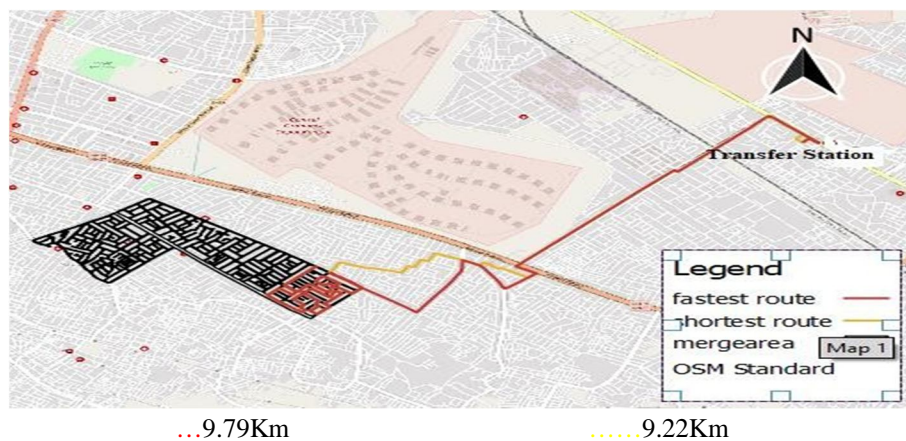 N
Transfer Station
Legend
fastest route
shortest route
mergearea
Map 1
OSM Standard
...9.79Km
......9.22Km